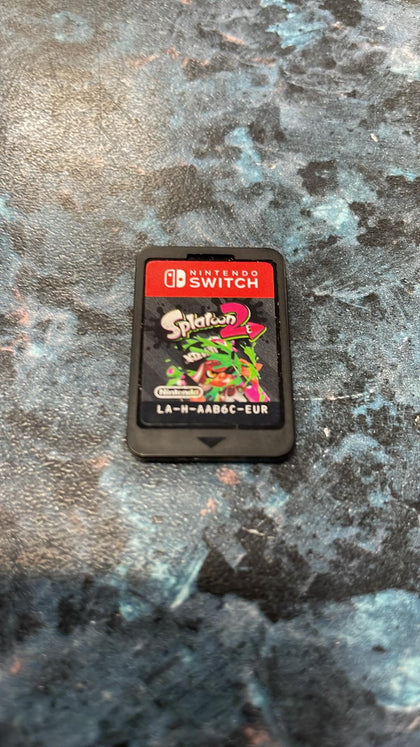 NINTENDO
SWITCH
Splatoon 2
Nintendo
LA-H-AAB6C-EUR